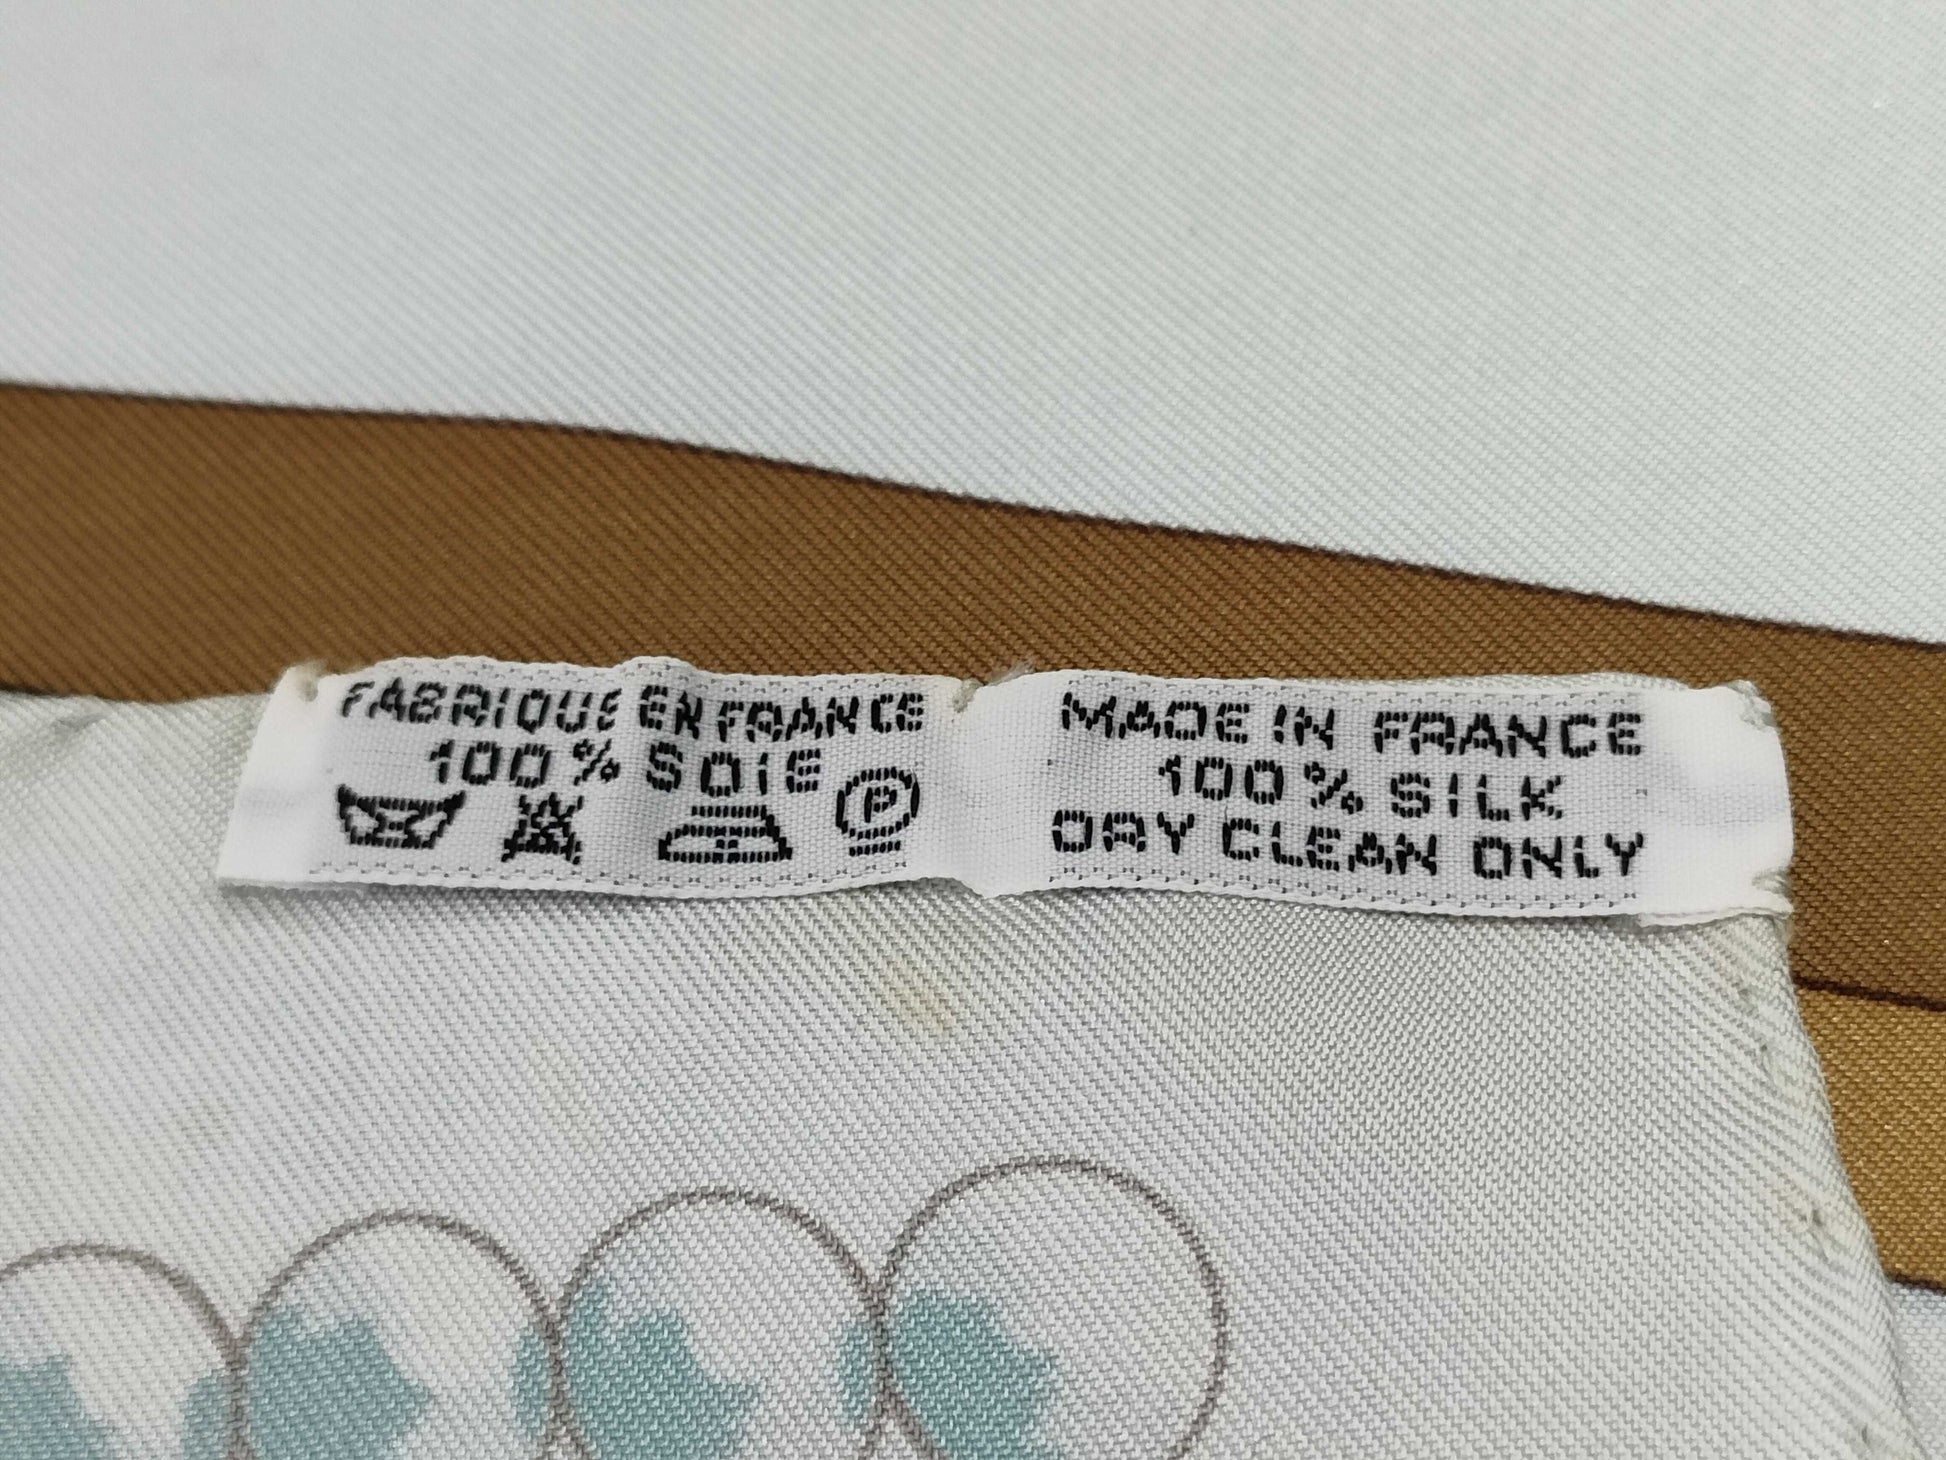 FABRIQUE EN FRANCE
100% SOIE
P
MADE IN FRANCE
100% SILK
DRY CLEAN ONLY